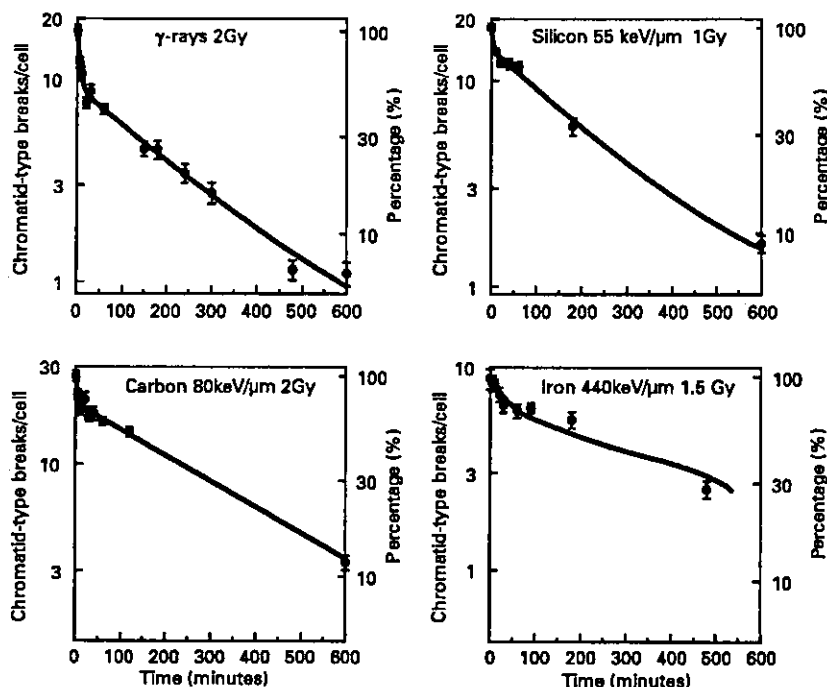 γ-rays 2Gy
Chromatid-type breaks/cell
20
10
3
1
100
30
10
Percentage (%)
0 100 200 300 400 500 600
Silicon 55 keV/μm 1Gy
Chromatid-type breaks/cell
20
10
3
1
100
30
10
Percentage (%)
0 100 200 300 400 500 600
Carbon 80keV/μm 2Gy
Chromatid-type breaks/cell
30
10
3
100
30
10
Percentage (%)
0 100 200 300 400 500 600
Time (minutes)
Iron 440keV/μm 1.5 Gy
Chromatid-type breaks/cell
10
3
1
100
30
10
Percentage (%)
0 100 200 300 400 500 600
Time (minutes)